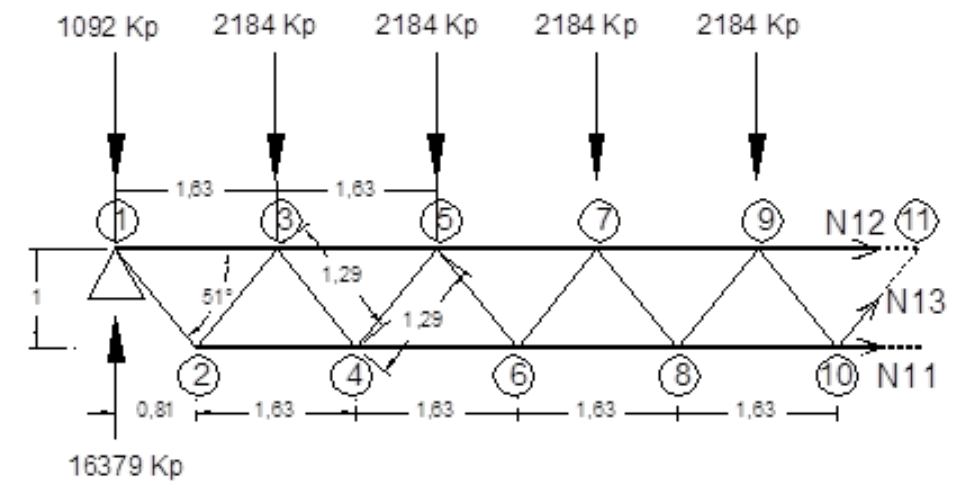 1092 Kp 2184 Kp 2184 Kp 2184 Kp 2184 Kp
1,63 1,63
1 3 5 7 9 N12 11
1 51° 1,29 1,29 N13
2 4 6 8 10 N11
0,81 1,63 1,63 1,63 1,63
16379 Kp